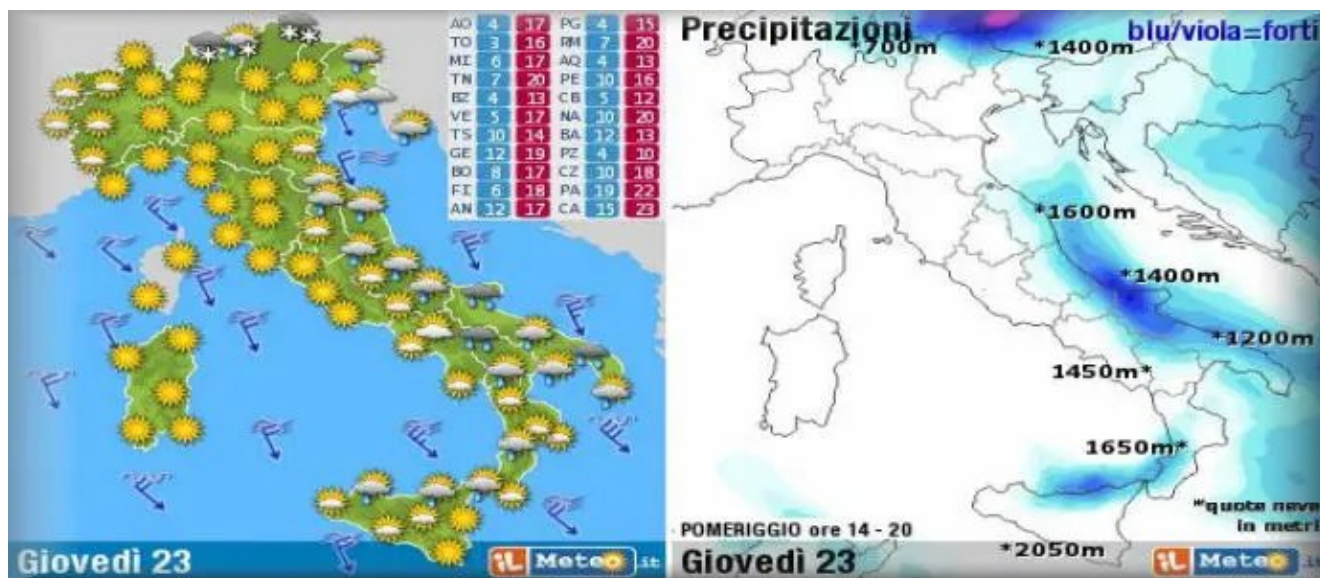 AO 4 17 PG 4 15
TO 3 16 RM 7 20
MI 6 17 AQ 4 13
TN 7 20 PE 10 16
BZ 4 13 CB 5 12
VE 5 17 NA 10 20
TS 10 14 BA 12 13
GE 12 19 PZ 4 10
BO 8 17 CZ 10 18
FI 6 18 PA 19 22
AN 12 17 CA 15 23
Giovedì 23
iL Meteo.it
Precipitazioni
blu/viola=forti
*700m
*1400m
*1600m
*1400m
*1200m
1450m*
1650m*
*quote neve
in metri
POMERIGGIO ore 14 - 20
*2050m
Giovedì 23
iL Meteo.it